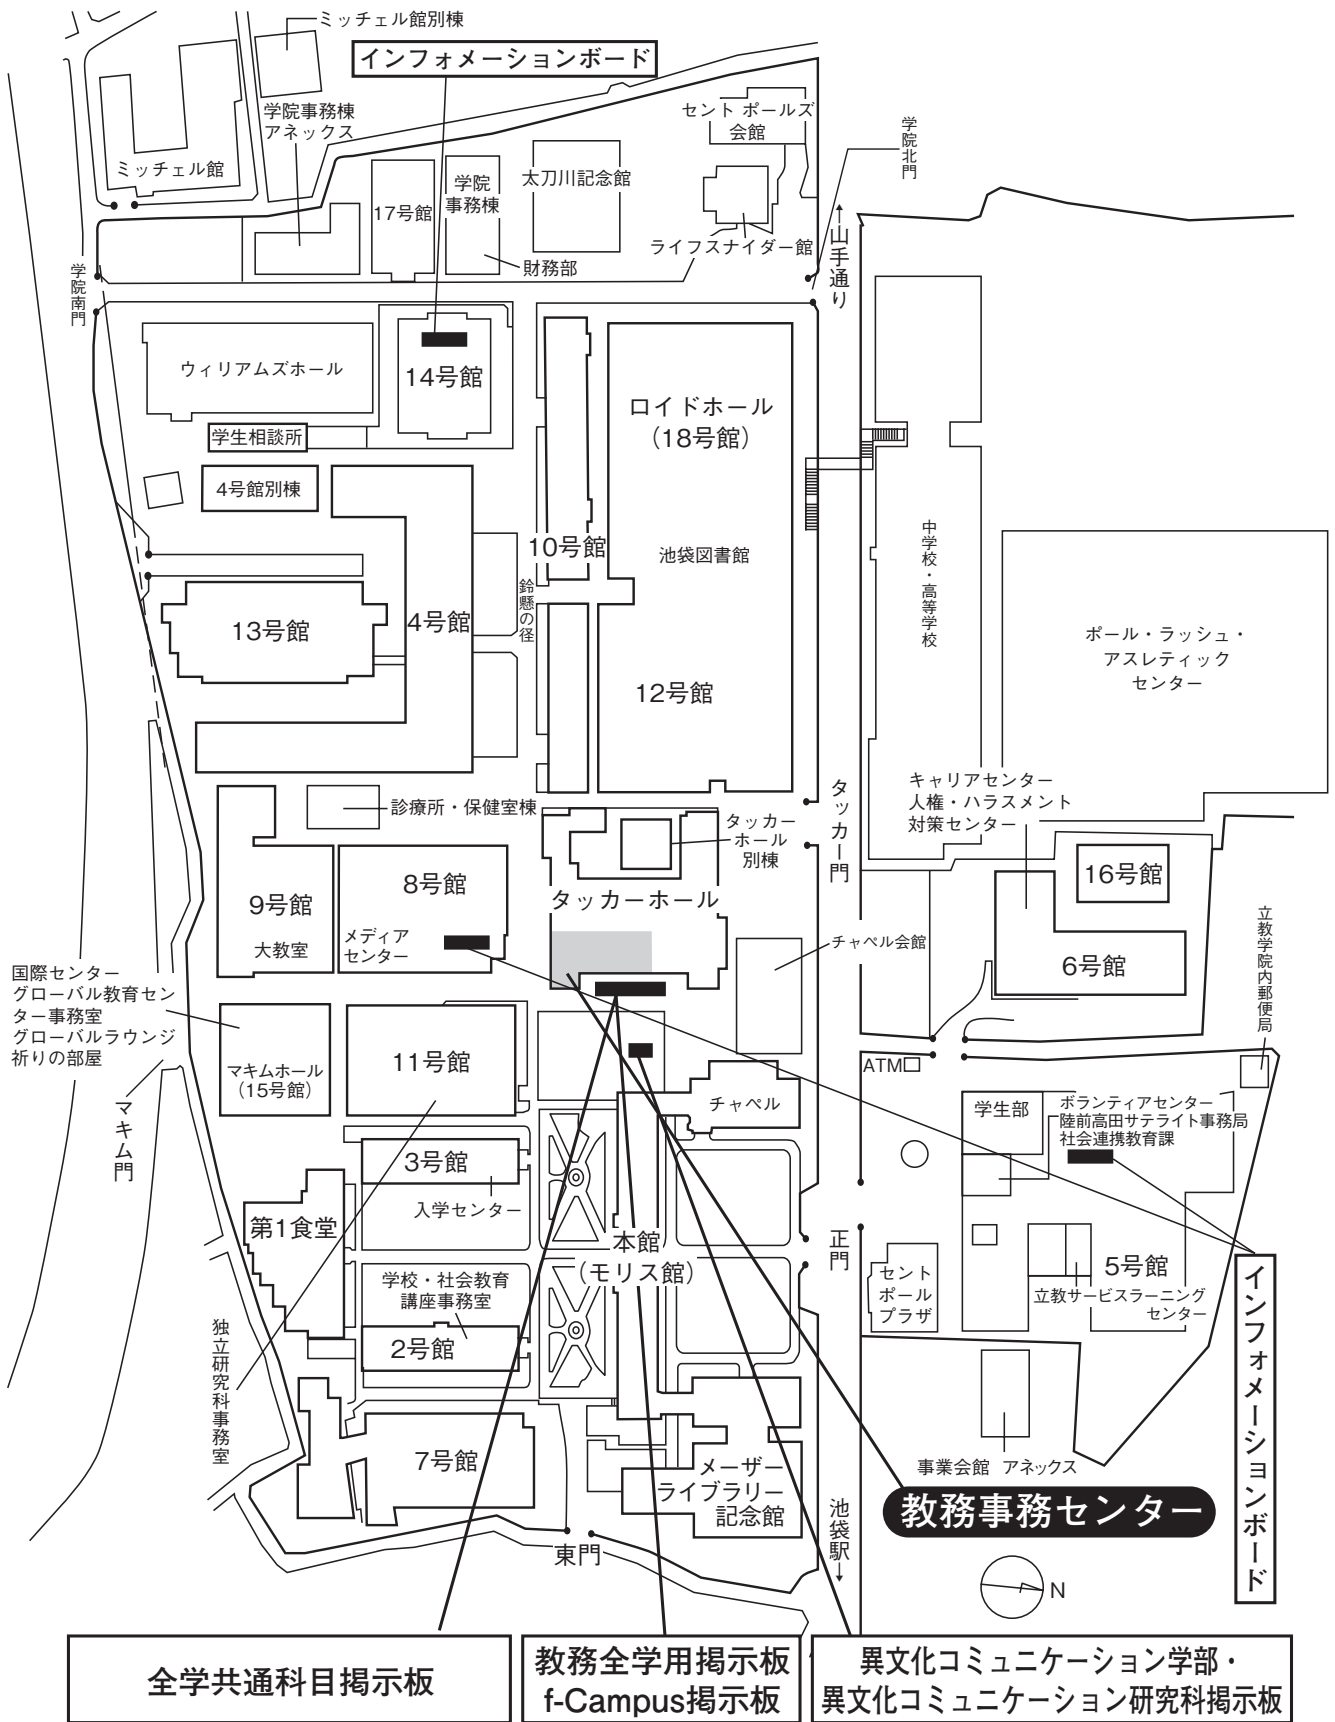 ミッチェル館別棟
インフォメーションボード
学院事務棟
アネックス
ミッチェル館
セント ポールズ
会館
学院北門
17号館
学院
事務棟
太刀川記念館
ライフスナイダー館
財務部
↑山手通り
学院南門
ウィリアムズホール
14号館
学生相談所
4号館別棟
ロイドホール
(18号館)
10号館
池袋図書館
鈴懸の径
中学校・高等学校
13号館
4号館
12号館
ポール・ラッシュ・
アスレティック
センター
診療所・保健室棟
タッカー
ホール
別棟
タッカー門
キャリアセンター
人権・ハラスメント
対策センター
16号館
9号館
大教室
8号館
メディア
センター
タッカーホール
チャペル会館
6号館
立教学院内郵便局
国際センター
グローバル教育セン
ター事務室
グローバルラウンジ
祈りの部屋
マキムホール
(15号館)
11号館
チャペル
ATM
マキム門
学生部
ボランティアセンター
陸前高田サテライト事務局
社会連携教育課
3号館
入学センター
第1食堂
本館
(モリス館)
正門
セント
ポール
プラザ
5号館
立教サービスラーニング
センター
インフォメーションボード
学校・社会教育
講座事務室
2号館
独立研究科事務室
7号館
メーザー
ライブラリー
記念館
事業会館 アネックス
教務事務センター
池袋駅↓
東門
N
全学共通科目掲示板
教務全学用掲示板
f-Campus掲示板
異文化コミュニケーション学部・
異文化コミュニケーション研究科掲示板